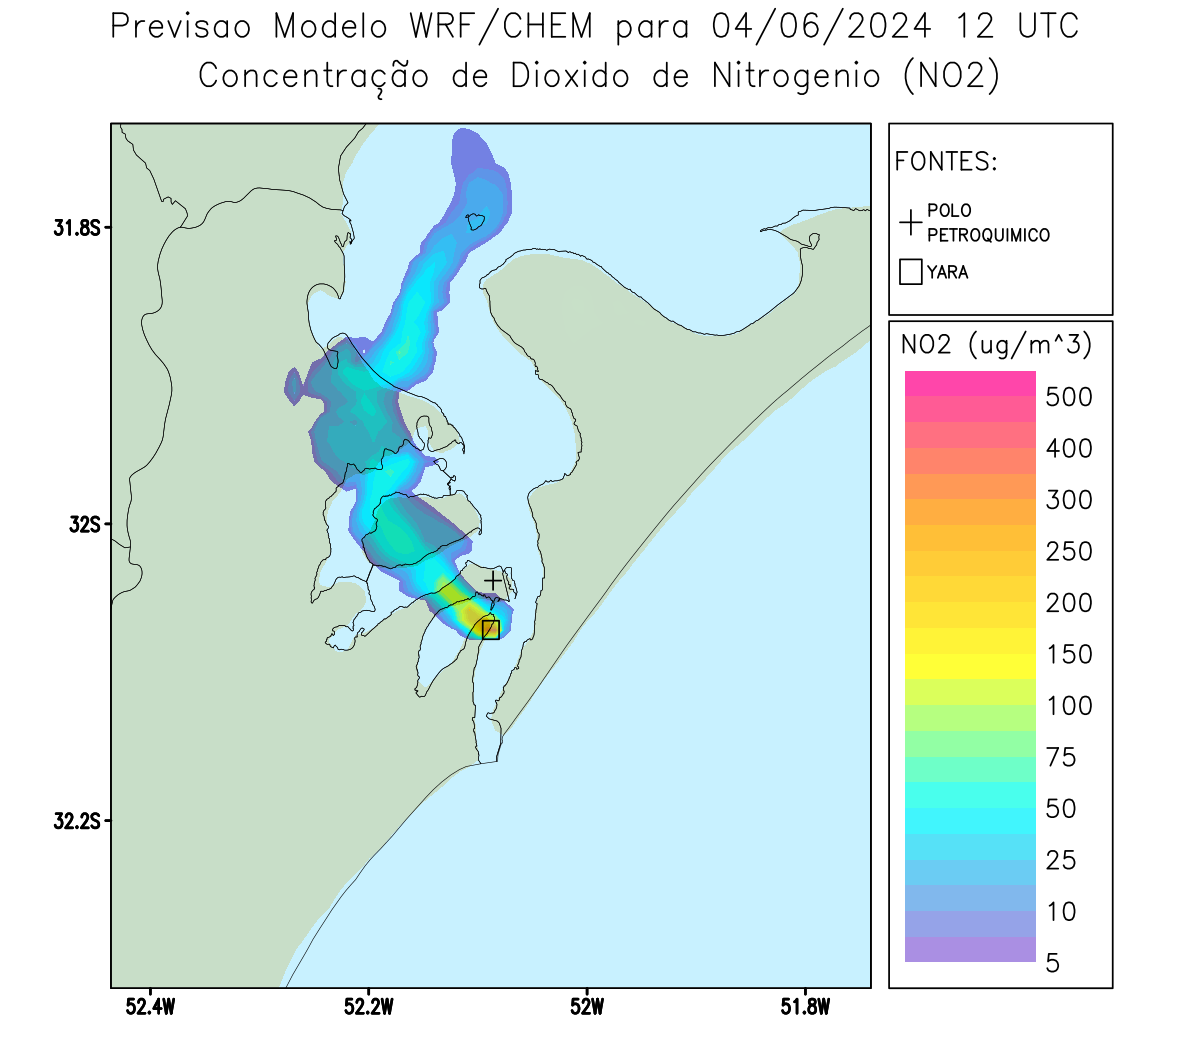 Previsao Modelo WRF/CHEM para 04/06/2024 12 UTC
Concentração de Dioxido de Nitrogenio (NO2)
FONTES:
POLO
PETROQUIMICO
YARA
31.8S
32S
32.2S
52.4W
52.2W
52W
51.8W
NO2 (ug/m^3)
500
400
300
250
200
150
100
75
50
25
10
5